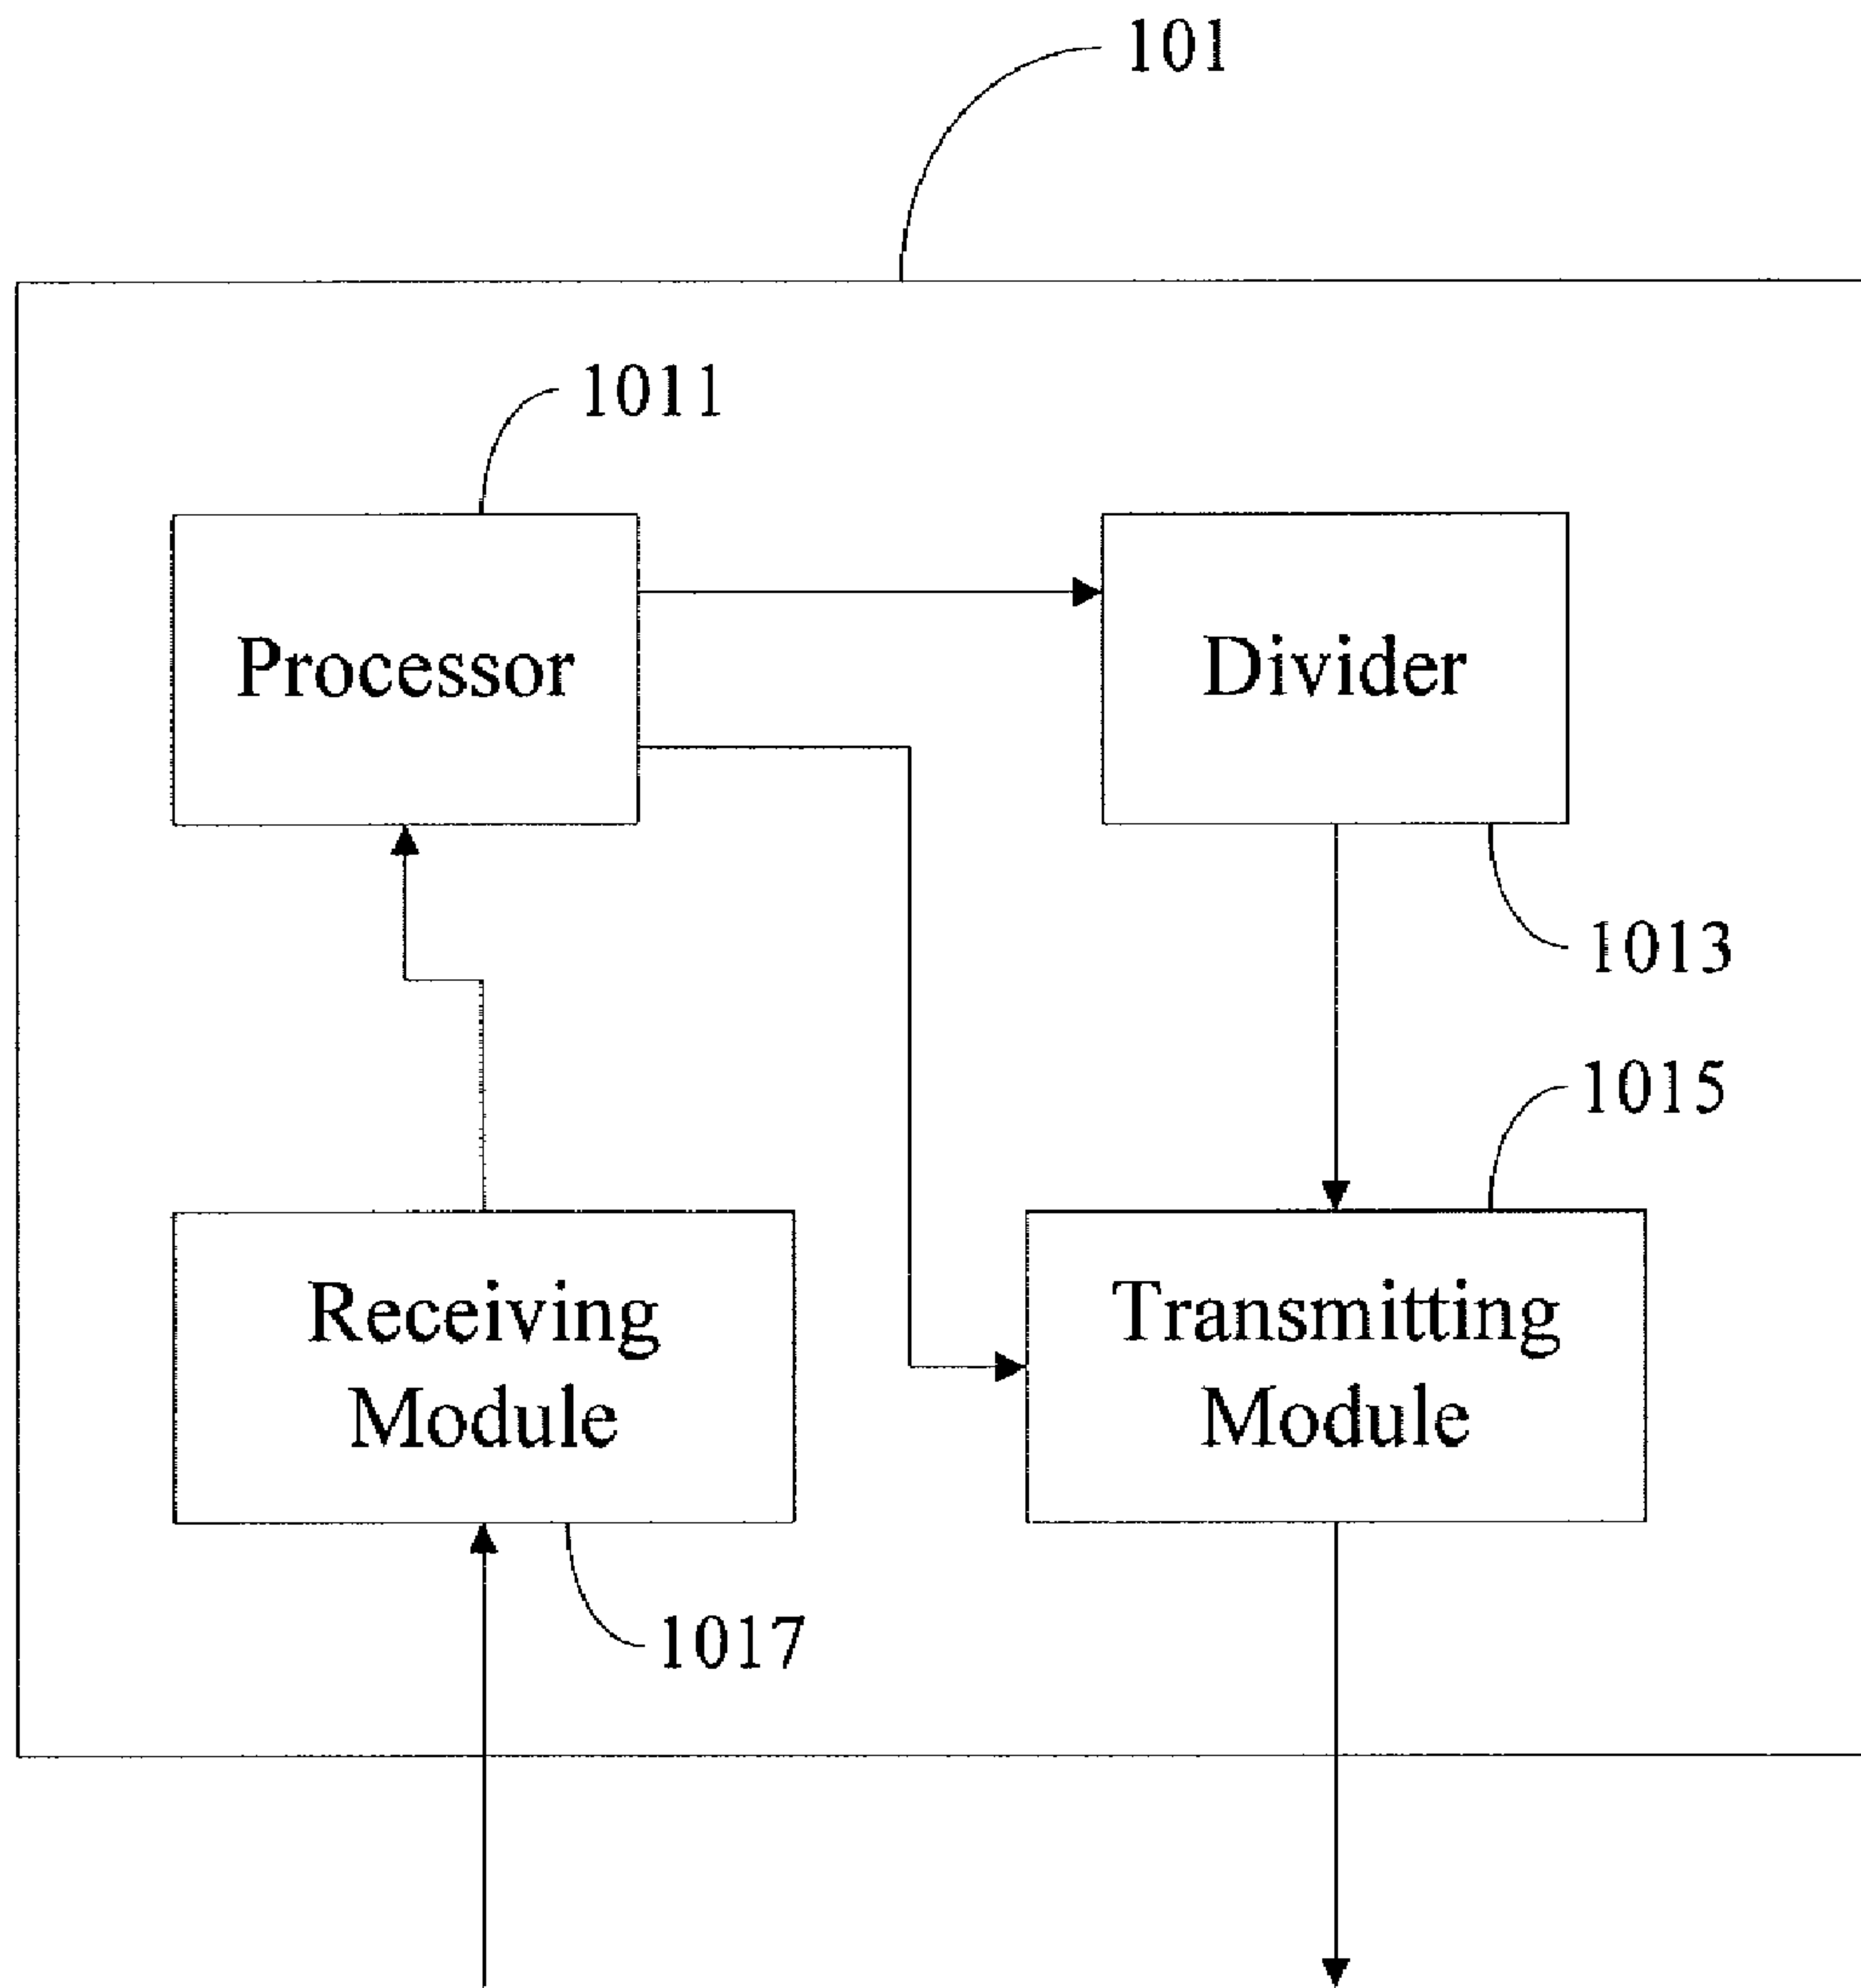 101
1011
Processor
Divider
1013
1015
Receiving
Module
Transmitting
Module
1017